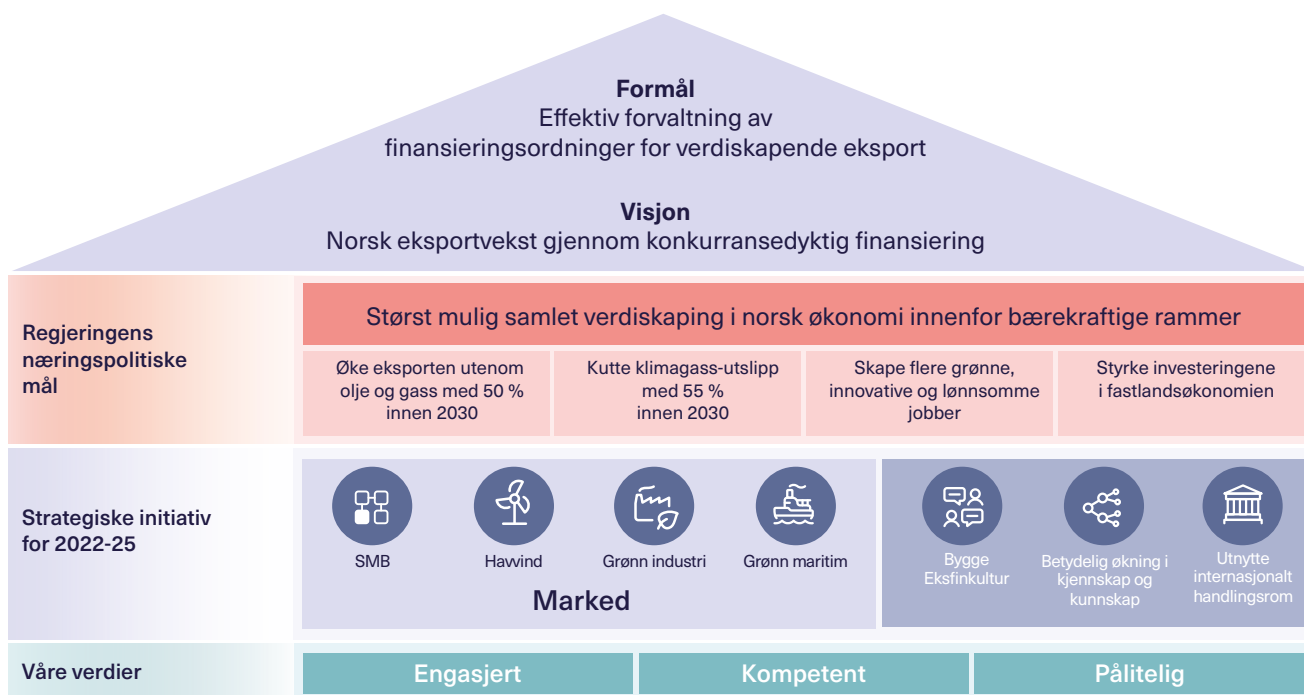 Formål
Effektiv forvaltning av
finansieringsordninger for verdiskapende eksport
Visjon
Norsk eksportvekst gjennom konkurransedyktig finansiering
Regjeringens
næringspolitiske
mål
Størst mulig samlet verdiskaping i norsk økonomi innenfor bærekraftige rammer
Øke eksporten utenom
olje og gass med 50 %
innen 2030
Kutte klimagass-utslipp
med 55 %
innen 2030
Skape flere grønne,
innovative og lønnsomme
jobber
Styrke investeringene
i fastlandsøkonomien
Strategiske initiativ
for 2022-25
SMB
Havvind
Grønn industri
Grønn maritim
Marked
Bygge
Eksfinkultur
Betydelig økning i
kjennskap og
kunnskap
Utnytte
internasjonalt
handlingsrom
Våre verdier
Engasjert
Kompetent
Pålitelig